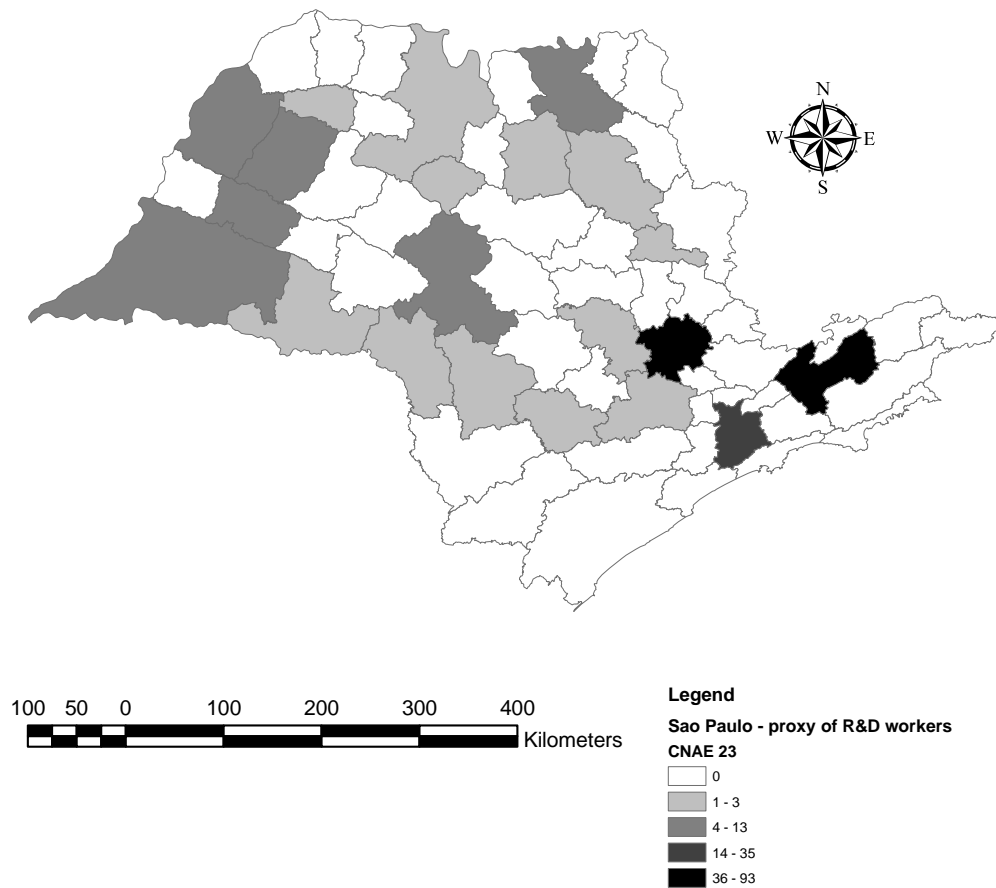 N
W E
S
100 50 0 100 200 300 400
Kilometers
Legend
Sao Paulo - proxy of R&D workers
CNAE 23
0
1 - 3
4 - 13
14 - 35
36 - 93